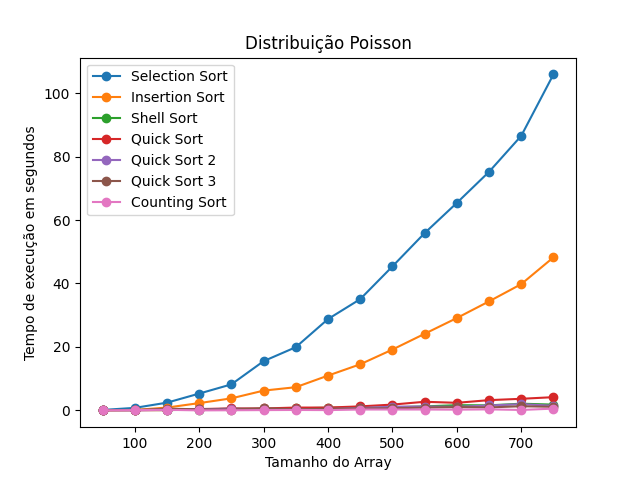 Distribuição Poisson
Selection Sort
Insertion Sort
Shell Sort
Quick Sort
Quick Sort 2
Quick Sort 3
Counting Sort
Tempo de execução em segundos
100
80
60
40
20
0
100 200 300 400 500 600 700
Tamanho do Array